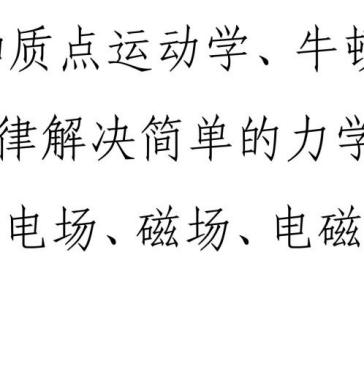 质点运动学、牛顿
律解决简单的力学
电场、磁场、电磁